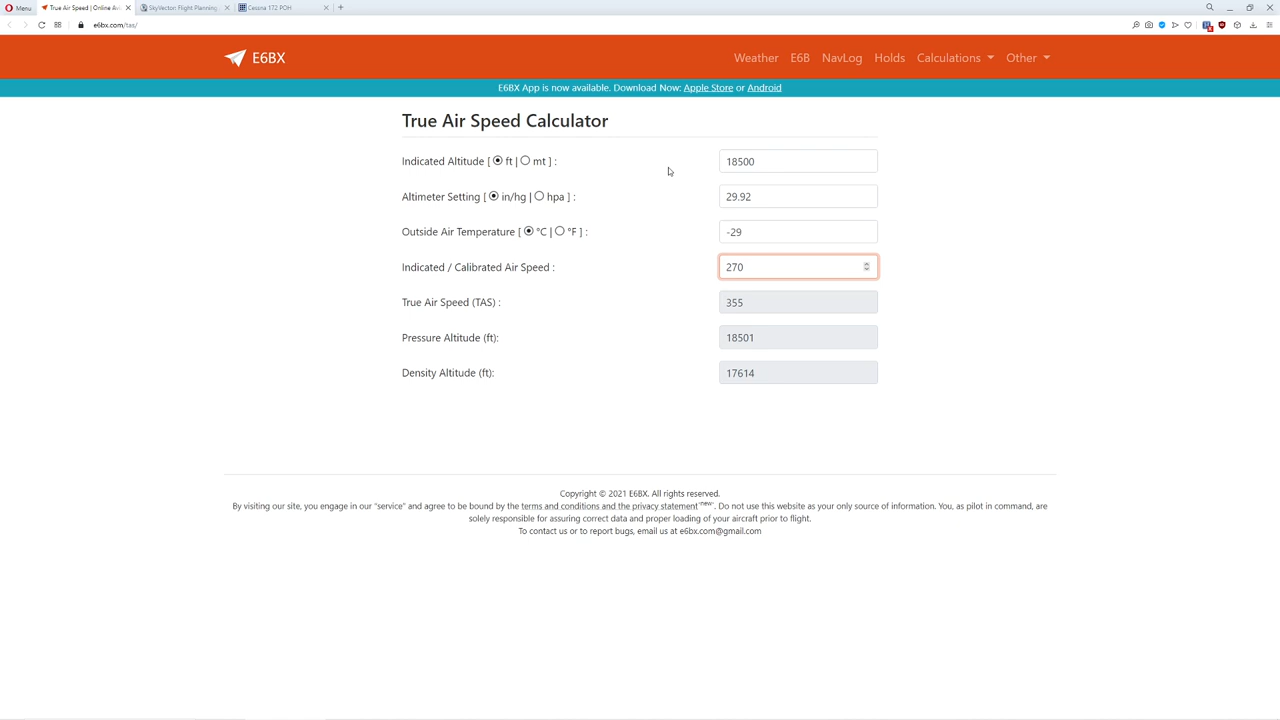 Menu
True Air Speed | Online Avi
SkyVector: Flight Planning
Cessna 172 POH
e6bx.com/tas/
E6BX
Weather E6B NavLog Holds Calculations Other
E6BX App is now available. Download Now: Apple Store or Android
True Air Speed Calculator
Indicated Altitude [ ft | mt ] : 18500
Altimeter Setting [ in/hg | hpa ] : 29.92
Outside Air Temperature [ °C | °F ] : -29
Indicated / Calibrated Air Speed : 270
True Air Speed (TAS) : 355
Pressure Altitude (ft): 18501
Density Altitude (ft): 17614
Copyright © 2021 E6BX. All rights reserved.
By visiting our site, you engage in our "service" and agree to be bound by the terms and conditions and the privacy statement "new". Do not use this website as your only source of information. You, as pilot in command, are
solely responsible for assuring correct data and proper loading of your aircraft prior to flight.
To contact us or to report bugs, email us at e6bx.com@gmail.com